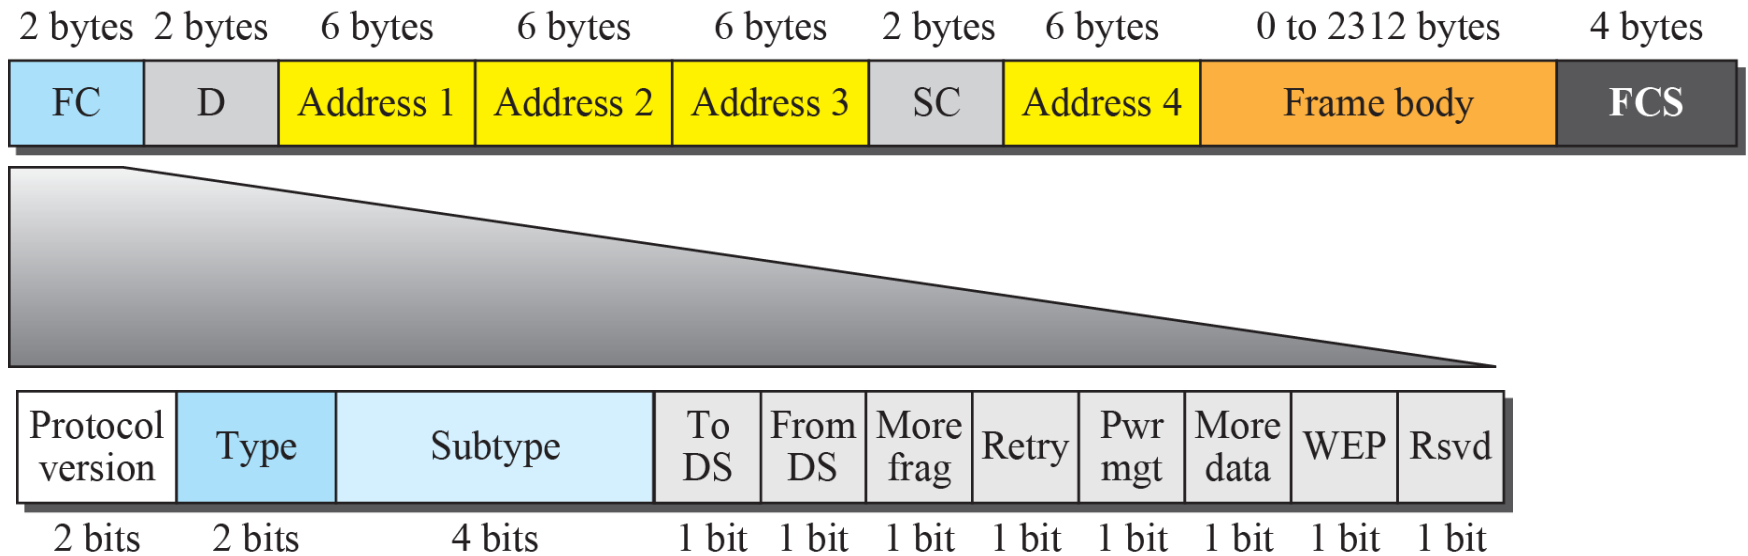 2 bytes 2 bytes 6 bytes 6 bytes 6 bytes 2 bytes 6 bytes 0 to 2312 bytes 4 bytes
FC D Address 1 Address 2 Address 3 SC Address 4 Frame body FCS
Protocol version Type Subtype To DS From DS More frag Retry Pwr mgt More data WEP Rsvd
2 bits 2 bits 4 bits 1 bit 1 bit 1 bit 1 bit 1 bit 1 bit 1 bit 1 bit